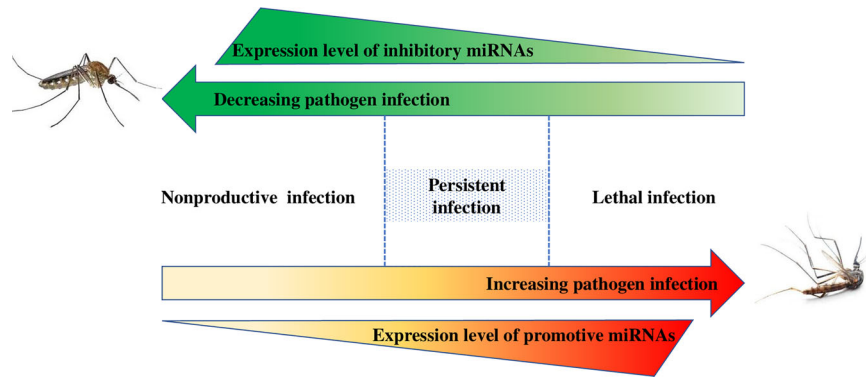 Expression level of inhibitory miRNAs
Decreasing pathogen infection
Nonproductive infection
Persistent
infection
Lethal infection
Increasing pathogen infection
Expression level of promotive miRNAs